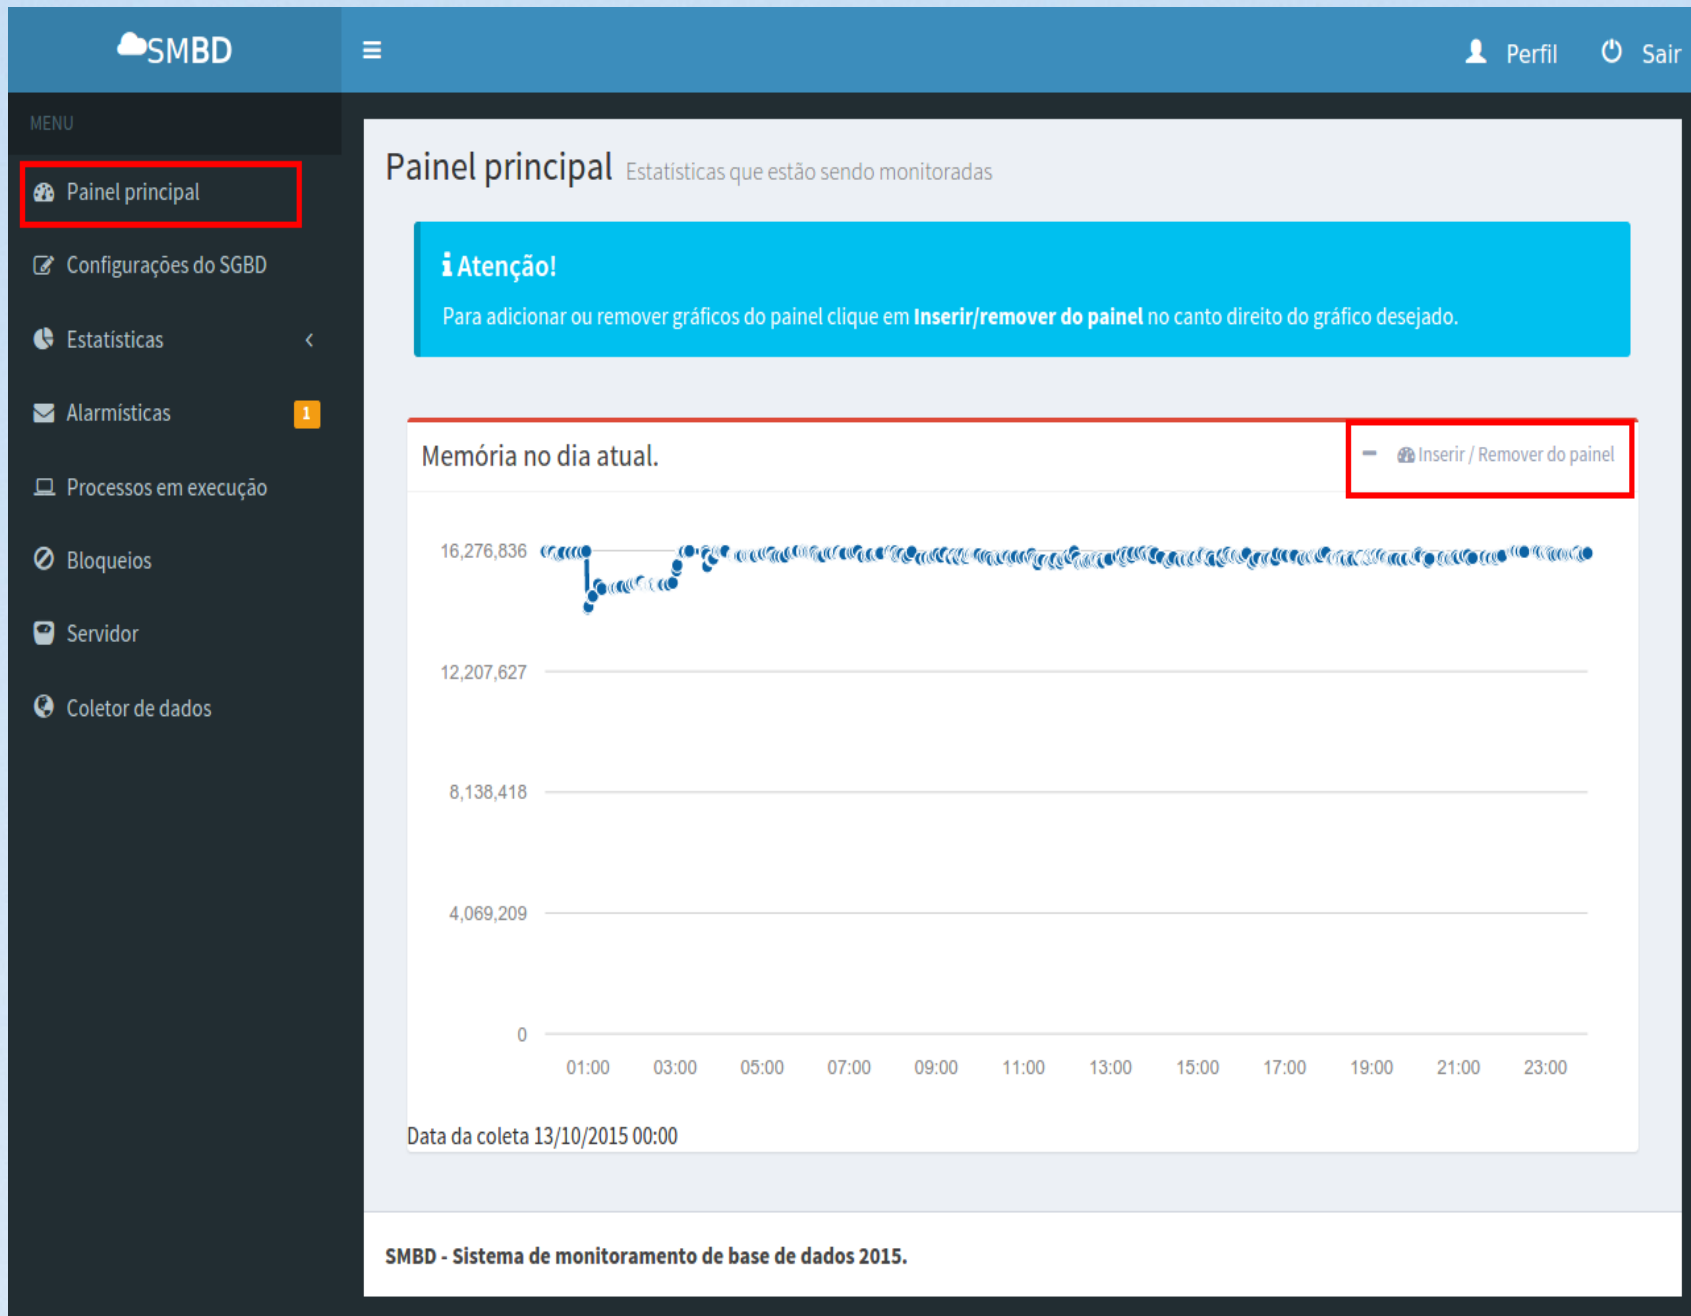 SMBD
Perfil
Sair
MENU
Painel principal
Configurações do SGBD
Estatísticas
Alarmísticas 1
Processos em execução
Bloqueios
Servidor
Coletor de dados
Painel principal Estatísticas que estão sendo monitoradas
Atenção!
Para adicionar ou remover gráficos do painel clique em Inserir/remover do painel no canto direito do gráfico desejado.
Memória no dia atual.
Inserir / Remover do painel
16,276,836
12,207,627
8,138,418
4,069,209
0
01:00 03:00 05:00 07:00 09:00 11:00 13:00 15:00 17:00 19:00 21:00 23:00
Data da coleta 13/10/2015 00:00
SMBD - Sistema de monitoramento de base de dados 2015.